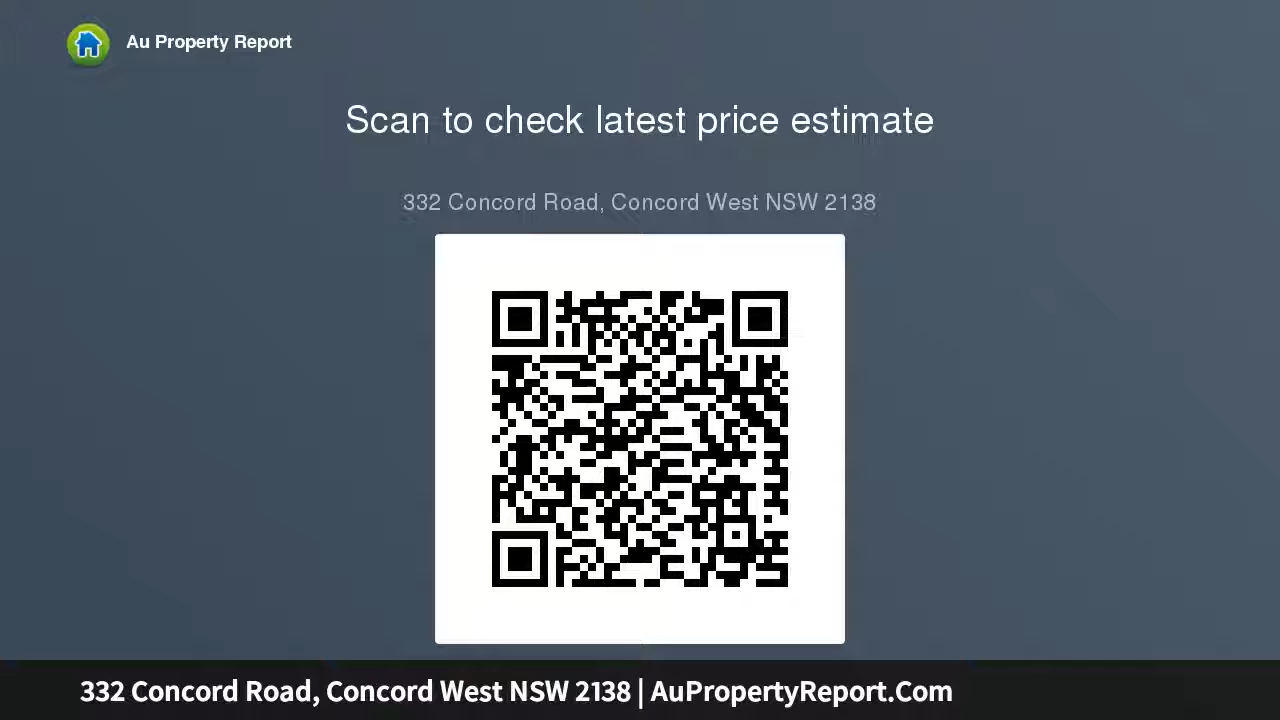 Au Property Report
Scan to check latest price estimate
332 Concord Road, Concord West NSW 2138
332 Concord Road, Concord West NSW 2138 | AuPropertyReport.Com